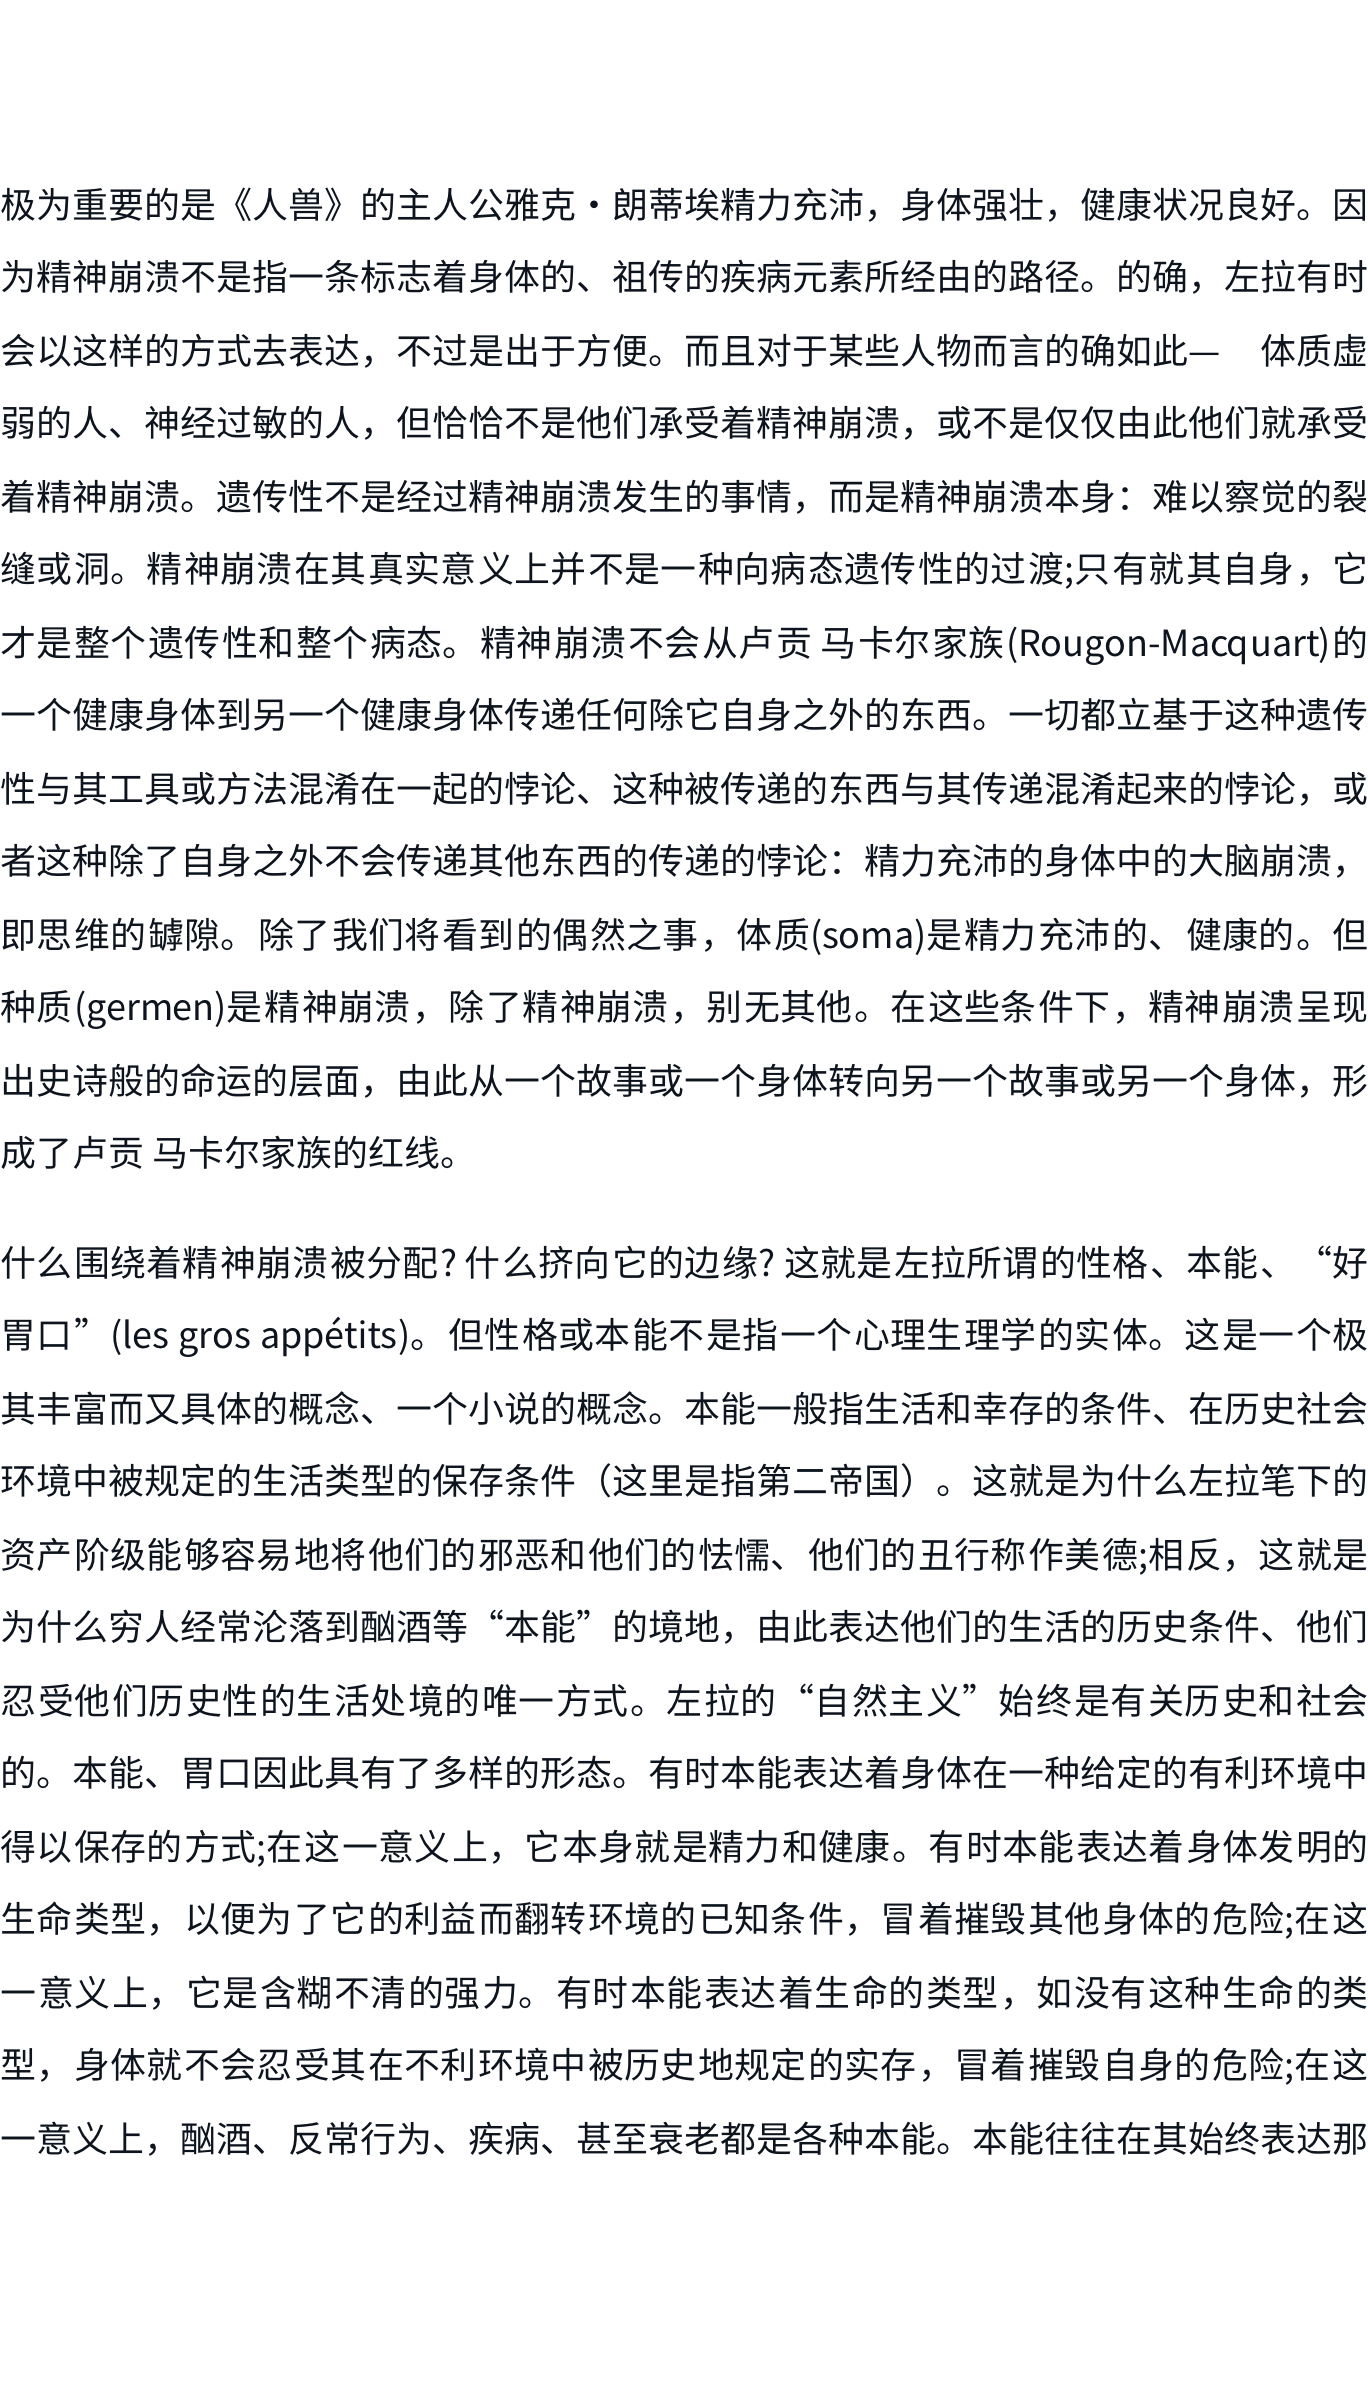 极为重要的是《人兽》的主人公雅克·朗蒂埃精力充沛，身体强壮，健康状况良好。因
为精神崩溃不是指一条标志着身体的、祖传的疾病元素所经由的路径。的确，左拉有时
会以这样的方式去表达，不过是出于方便。而且对于某些人物而言的确如此— 体质虚
弱的人、神经过敏的人，但恰恰不是他们承受着精神崩溃，或不是仅仅由此他们就承受
着精神崩溃。遗传性不是经过精神崩溃发生的事情，而是精神崩溃本身：难以察觉的裂
缝或洞。精神崩溃在其真实意义上并不是一种向病态遗传性的过渡;只有就其自身，它
才是整个遗传性和整个病态。精神崩溃不会从卢贡 马卡尔家族(Rougon-Macquart)的
一个健康身体到另一个健康身体传递任何除它自身之外的东西。一切都立基于这种遗传
性与其工具或方法混淆在一起的悖论、这种被传递的东西与其传递混淆起来的悖论，或
者这种除了自身之外不会传递其他东西的传递的悖论：精力充沛的身体中的大脑崩溃，
即思维的罅隙。除了我们将看到的偶然之事，体质(soma)是精力充沛的、健康的。但
种质(germen)是精神崩溃，除了精神崩溃，别无其他。在这些条件下，精神崩溃呈现
出史诗般的命运的层面，由此从一个故事或一个身体转向另一个故事或另一个身体，形
成了卢贡 马卡尔家族的红线。
什么围绕着精神崩溃被分配? 什么挤向它的边缘? 这就是左拉所谓的性格、本能、“好
胃口”(les gros appétits)。但性格或本能不是指一个心理生理学的实体。这是一个极
其丰富而又具体的概念、一个小说的概念。本能一般指生活和幸存的条件、在历史社会
环境中被规定的生活类型的保存条件（这里是指第二帝国）。这就是为什么左拉笔下的
资产阶级能够容易地将他们的邪恶和他们的怯懦、他们的丑行称作美德;相反，这就是
为什么穷人经常沦落到酗酒等“本能”的境地，由此表达他们的生活的历史条件、他们
忍受他们历史性的生活处境的唯一方式。左拉的“自然主义”始终是有关历史和社会
的。本能、胃口因此具有了多样的形态。有时本能表达着身体在一种给定的有利环境中
得以保存的方式;在这一意义上，它本身就是精力和健康。有时本能表达着身体发明的
生命类型，以便为了它的利益而翻转环境的已知条件，冒着摧毁其他身体的危险;在这
一意义上，它是含糊不清的强力。有时本能表达着生命的类型，如没有这种生命的类
型，身体就不会忍受其在不利环境中被历史地规定的实存，冒着摧毁自身的危险;在这
一意义上，酗酒、反常行为、疾病、甚至衰老都是各种本能。本能往往在其始终表达那